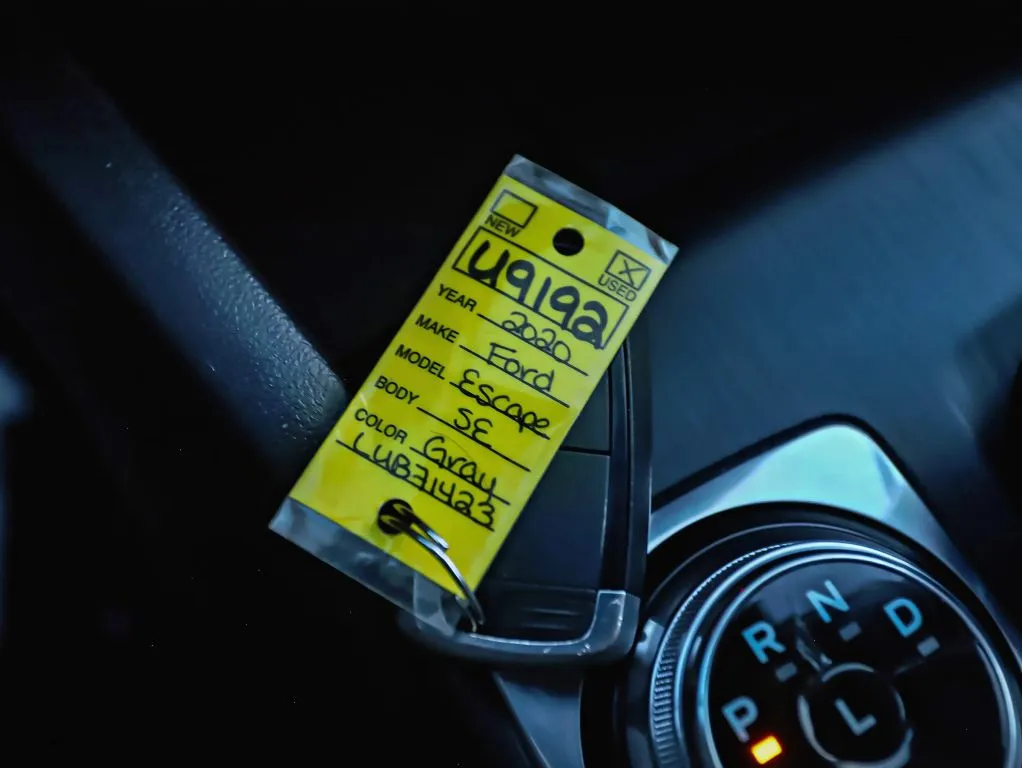 NEW
USED
U9192
YEAR 2020
MAKE Ford
MODEL Escape
BODY SE
COLOR Gray
LUB71423
P R N D
L